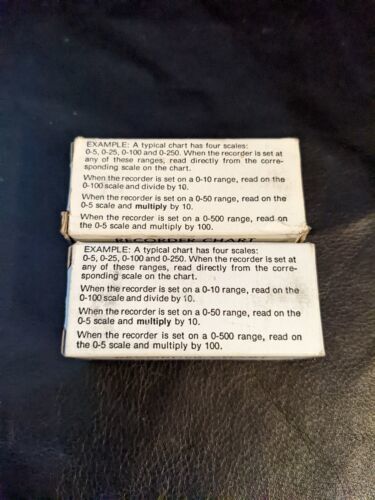 EXAMPLE: A typical chart has four scales:
0-5, 0-25, 0-100 and 0-250. When the recorder is set at
any of these ranges, read directly from the corre-
sponding scale on the chart.
When the recorder is set on a 0-10 range, read on the
0-100 scale and divide by 10.
When the recorder is set on a 0-50 range, read on the
0-5 scale and multiply by 10.
When the recorder is set on a 0-500 range, read on
the 0-5 scale and multiply by 100.
RECORDER CHART
EXAMPLE: A typical chart has four scales:
0-5, 0-25, 0-100 and 0-250. When the recorder is set at
any of these ranges, read directly from the corre-
sponding scale on the chart.
When the recorder is set on a 0-10 range, read on the
0-100 scale and divide by 10.
When the recorder is set on a 0-50 range, read on the
0-5 scale and multiply by 10.
When the recorder is set on a 0-500 range, read on
the 0-5 scale and multiply by 100.